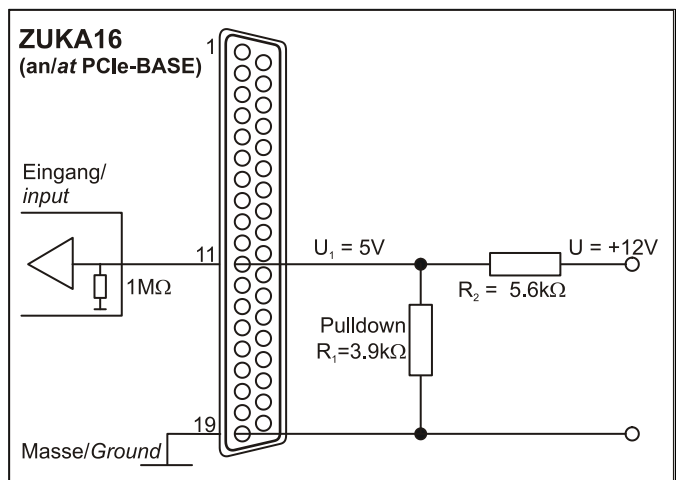 ZUKA16
(an/at PCIe-BASE)
1
Eingang/
input
11
U₁ = 5V
U = +12V
1MΩ
R₂ = 5.6kΩ
Pulldown
R₁=3.9kΩ
19
Masse/Ground